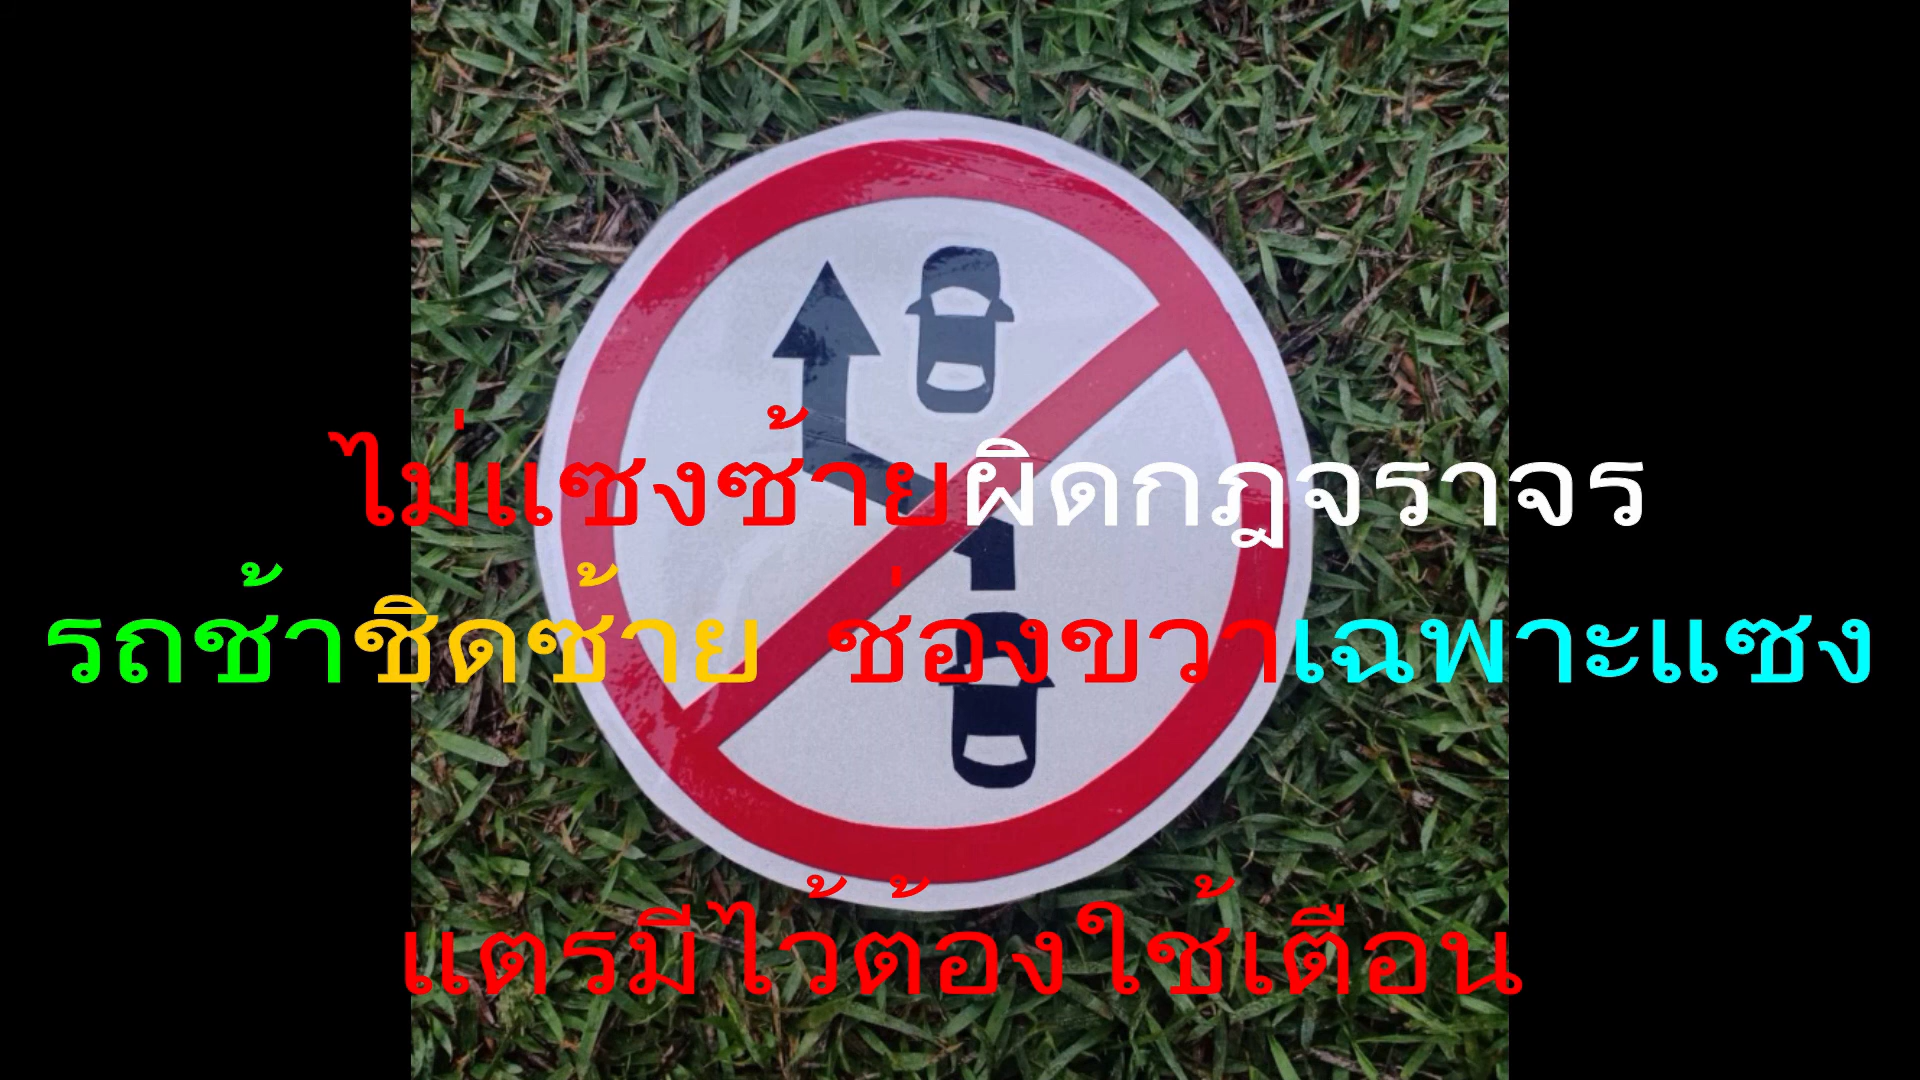 ไม่แซงซ้ายผิดกฎจราจร
รถช้าชิดซ้าย ช่องขวาเฉพาะแซง
แตรมีไว้ต้องใช้เตือน